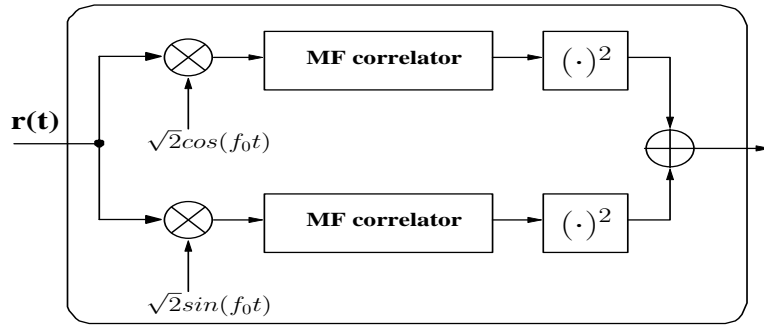 MF correlator
(·)²
r(t)
√2cos(f₀t)
MF correlator
(·)²
√2sin(f₀t)